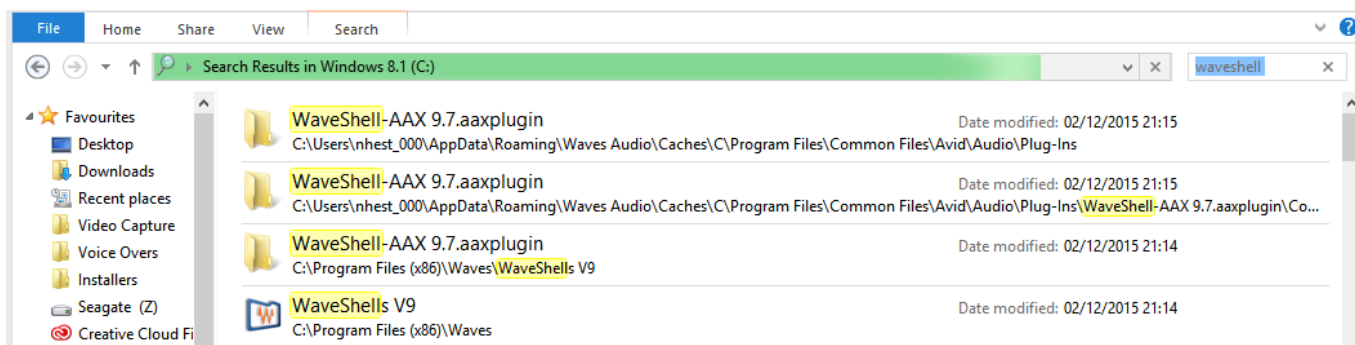 File Home Share View Search
Search Results in Windows 8.1 (C:) waveshell
Favourites
Desktop
Downloads
Recent places
Video Capture
Voice Overs
Installers
Seagate (Z)
Creative Cloud Fi
WaveShell-AAX 9.7.aaxplugin Date modified: 02/12/2015 21:15
C:\Users\nhest_000\AppData\Roaming\Waves Audio\Caches\C\Program Files\Common Files\Avid\Audio\Plug-Ins
WaveShell-AAX 9.7.aaxplugin Date modified: 02/12/2015 21:15
C:\Users\nhest_000\AppData\Roaming\Waves Audio\Caches\C\Program Files\Common Files\Avid\Audio\Plug-Ins\WaveShell-AAX 9.7.aaxplugin\Co...
WaveShell-AAX 9.7.aaxplugin Date modified: 02/12/2015 21:14
C:\Program Files (x86)\Waves\WaveShells V9
WaveShells V9 Date modified: 02/12/2015 21:14
C:\Program Files (x86)\Waves